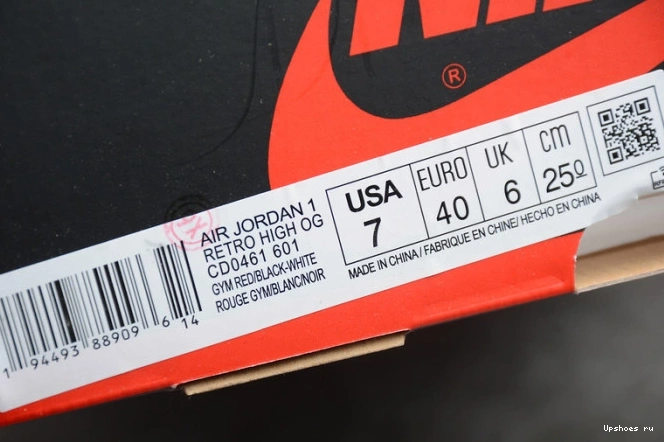 ®
AIR JORDAN 1
RETRO HIGH OG
CD0461 601
GYM RED/BLACK-WHITE
ROUGE GYM/BLANC/NOIR
USA EURO UK cm
7 40 6 25⁰
MADE IN CHINA / FABRIQUE EN CHINE/ HECHO EN CHINA
1 94493 88909 6 14
Upshoes ru